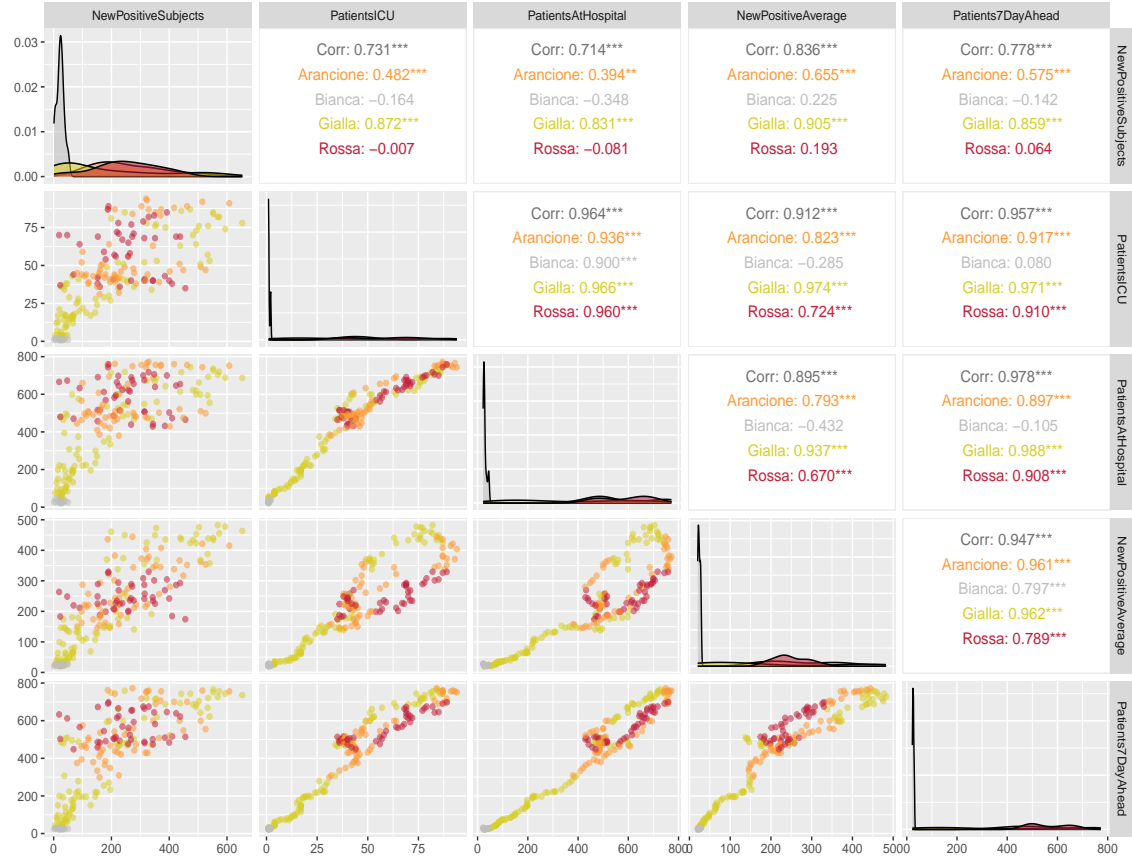 NewPositiveSubjects PatientsICU PatientsAtHospital NewPositiveAverage Patients7DayAhead
0.03
0.02
0.01
0.00
Corr: 0.731***
Arancione: 0.482***
Bianca: −0.164
Gialla: 0.872***
Rossa: −0.007
Corr: 0.714***
Arancione: 0.394**
Bianca: −0.348
Gialla: 0.831***
Rossa: −0.081
Corr: 0.836***
Arancione: 0.655***
Bianca: 0.225
Gialla: 0.905***
Rossa: 0.193
Corr: 0.778***
Arancione: 0.575***
Bianca: −0.142
Gialla: 0.859***
Rossa: 0.064
NewPositiveSubjects
75
50
25
0
Corr: 0.964***
Arancione: 0.936***
Bianca: 0.900***
Gialla: 0.966***
Rossa: 0.960***
Corr: 0.912***
Arancione: 0.823***
Bianca: −0.285
Gialla: 0.974***
Rossa: 0.724***
Corr: 0.957***
Arancione: 0.917***
Bianca: 0.080
Gialla: 0.971***
Rossa: 0.910***
PatientsICU
800
600
400
200
0
Corr: 0.895***
Arancione: 0.793***
Bianca: −0.432
Gialla: 0.937***
Rossa: 0.670***
Corr: 0.978***
Arancione: 0.897***
Bianca: −0.105
Gialla: 0.988***
Rossa: 0.908***
PatientsAtHospital
500
400
300
200
100
0
Corr: 0.947***
Arancione: 0.961***
Bianca: 0.797***
Gialla: 0.962***
Rossa: 0.789***
NewPositiveAverage
800
600
400
200
0
Patients7DayAhead
0 200 400 600
0 25 50 75
0 200 400 600 800
0 100 200 300 400 500
0 200 400 600 800